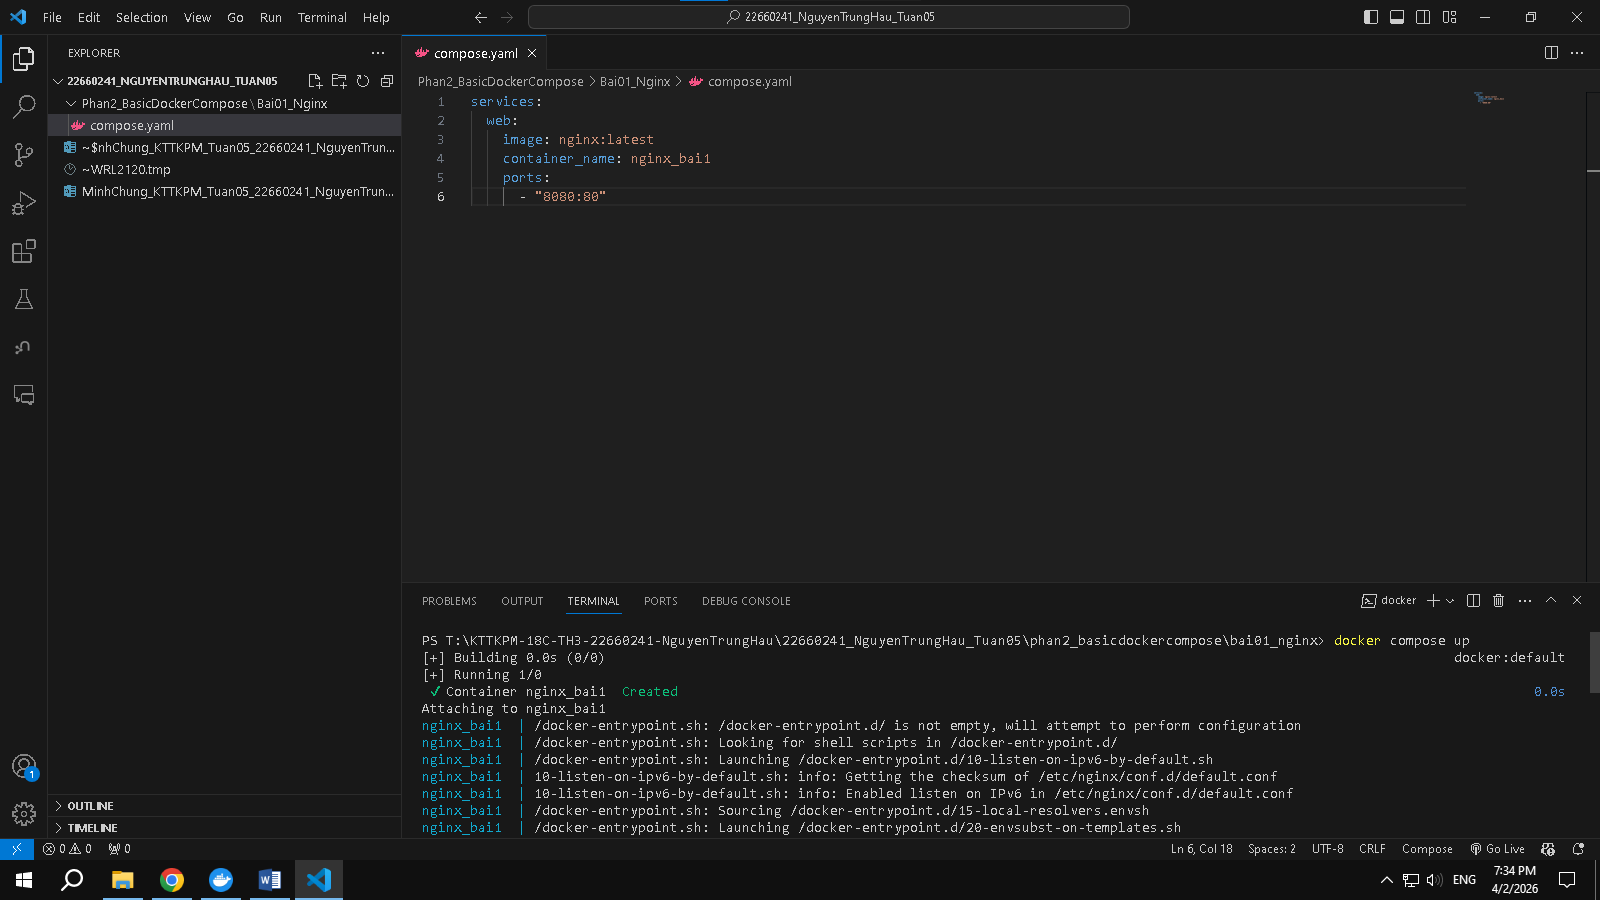 File Edit Selection View Go Run Terminal Help
22660241_NguyenTrungHau_Tuan05
EXPLORER
22660241_NGUYENTRUNGHAU_TUAN05
Phan2_BasicDockerCompose\Bai01_Nginx
compose.yaml
~$nhChung_KTTKPM_Tuan05_22660241_NguyenTrun...
~WRL2120.tmp
MinhChung_KTTKPM_Tuan05_22660241_NguyenTrun...
OUTLINE
TIMELINE
compose.yaml
Phan2_BasicDockerCompose > Bai01_Nginx > compose.yaml
1 services:
2 web:
3 image: nginx:latest
4 container_name: nginx_bai1
5 ports:
6 - "8080:80"
PROBLEMS OUTPUT TERMINAL PORTS DEBUG CONSOLE
docker
PS T:\KTTKPM-18C-TH3-22660241-NguyenTrungHau\22660241_NguyenTrungHau_Tuan05\phan2_basicdockercompose\bai01_nginx> docker compose up
[+] Building 0.0s (0/0) docker:default
[+] Running 1/0
✓ Container nginx_bai1 Created 0.0s
Attaching to nginx_bai1
nginx_bai1 | /docker-entrypoint.sh: /docker-entrypoint.d/ is not empty, will attempt to perform configuration
nginx_bai1 | /docker-entrypoint.sh: Looking for shell scripts in /docker-entrypoint.d/
nginx_bai1 | /docker-entrypoint.sh: Launching /docker-entrypoint.d/10-listen-on-ipv6-by-default.sh
nginx_bai1 | 10-listen-on-ipv6-by-default.sh: info: Getting the checksum of /etc/nginx/conf.d/default.conf
nginx_bai1 | 10-listen-on-ipv6-by-default.sh: info: Enabled listen on IPv6 in /etc/nginx/conf.d/default.conf
nginx_bai1 | /docker-entrypoint.sh: Sourcing /docker-entrypoint.d/15-local-resolvers.envsh
nginx_bai1 | /docker-entrypoint.sh: Launching /docker-entrypoint.d/20-envsubst-on-templates.sh
1
0 0 0
Ln 6, Col 18 Spaces: 2 UTF-8 CRLF Compose Go Live
ENG
7:34 PM
4/2/2026